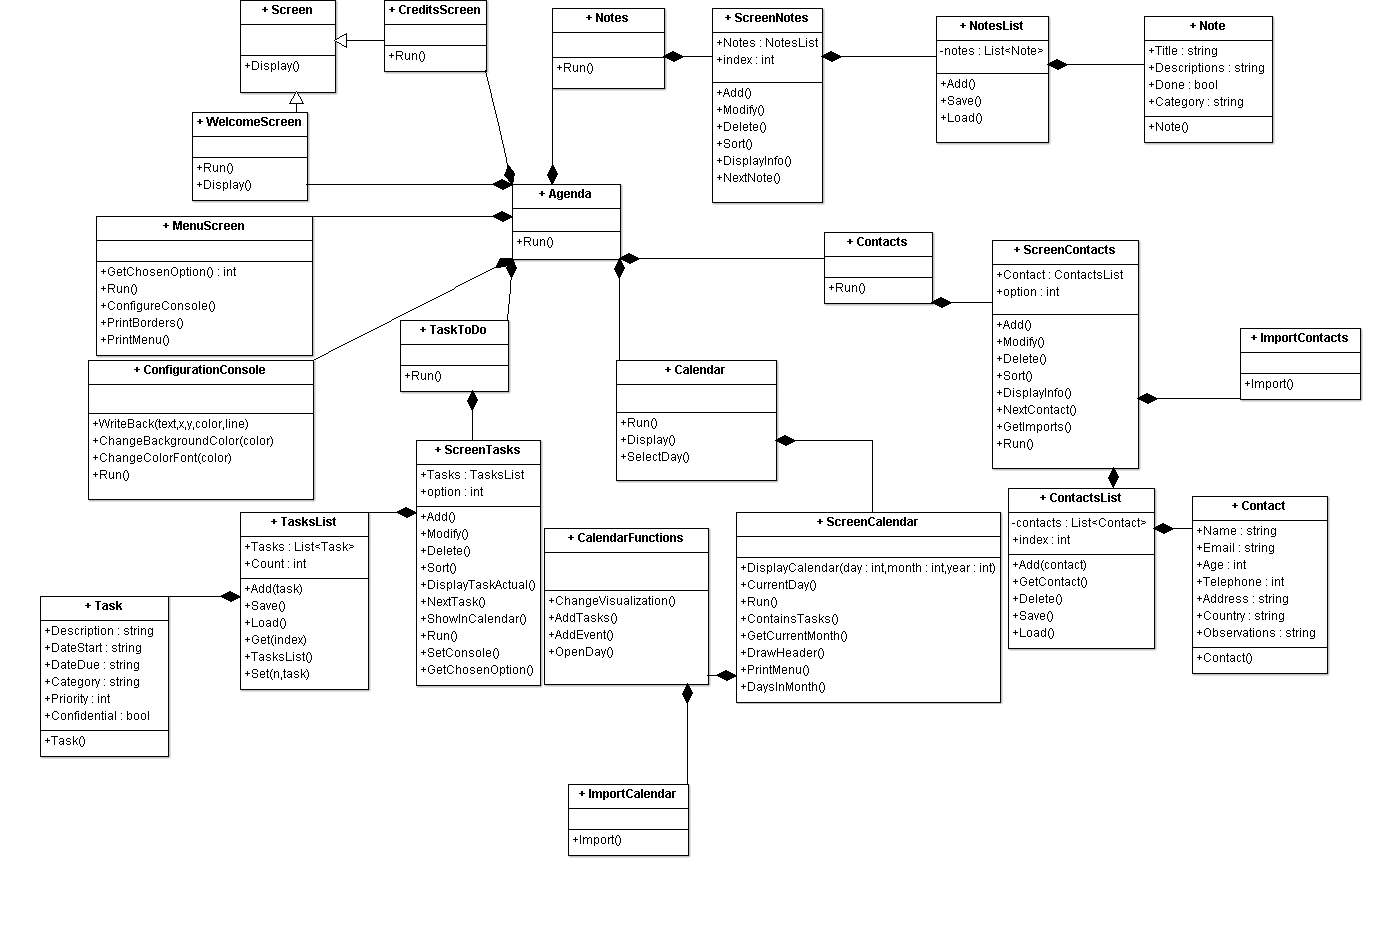 + Screen
+Display()
+ CreditsScreen
+Run()
+ WelcomeScreen
+Run()
+Display()
+ Notes
+Run()
+ ScreenNotes
+Notes : NotesList
+index : int
+Add()
+Modify()
+Delete()
+Sort()
+DisplayInfo()
+NextNote()
+ NotesList
-notes : List<Note>
+Add()
+Save()
+Load()
+ Note
+Title : string
+Descriptions : string
+Done : bool
+Category : string
+Note()
+ Agenda
+Run()
+ MenuScreen
+GetChosenOption() : int
+Run()
+ConfigureConsole()
+PrintBorders()
+PrintMenu()
+ ConfigurationConsole
+WriteBack(text,x,y,color,line)
+ChangeBackgroundColor(color)
+ChangeColorFont(color)
+Run()
+ TaskToDo
+Run()
+ Calendar
+Run()
+Display()
+SelectDay()
+ Contacts
+Run()
+ ScreenContacts
+Contact : ContactsList
+option : int
+Add()
+Modify()
+Delete()
+Sort()
+DisplayInfo()
+NextContact()
+GetImports()
+Run()
+ ImportContacts
+Import()
+ ScreenTasks
+Tasks : TasksList
+option : int
+Add()
+Modify()
+Delete()
+Sort()
+DisplayTaskActual()
+NextTask()
+ShowInCalendar()
+Run()
+SetConsole()
+GetChosenOption()
+ TasksList
+Tasks : List<Task>
+Count : int
+Add(task)
+Save()
+Load()
+Get(index)
+TasksList()
+Set(n,task)
+ Task
+Description : string
+DateStart : string
+DateDue : string
+Category : string
+Priority : int
+Confidential : bool
+Task()
+ CalendarFunctions
+ChangeVisualization()
+AddTasks()
+AddEvent()
+OpenDay()
+ ScreenCalendar
+DisplayCalendar(day : int,month : int,year : int)
+CurrentDay()
+Run()
+ContainsTasks()
+GetCurrentMonth()
+DrawHeader()
+PrintMenu()
+DaysInMonth()
+ ContactsList
-contacts : List<Contact>
+index : int
+Add(contact)
+GetContact()
+Delete()
+Save()
+Load()
+ Contact
+Name : string
+Email : string
+Age : int
+Telephone : int
+Address : string
+Country : string
+Observations : string
+Contact()
+ ImportCalendar
+Import()